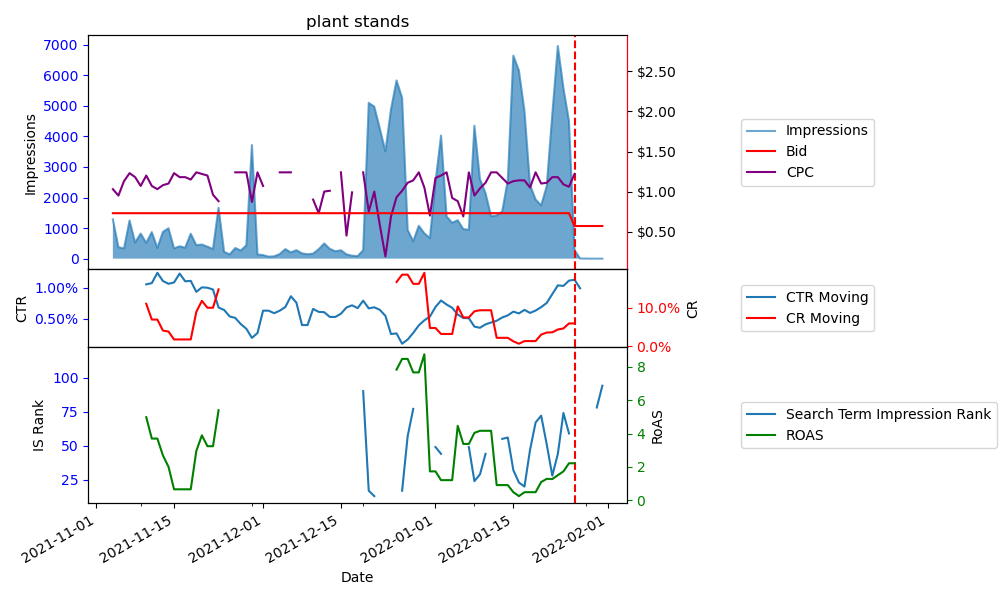 plant stands
7000
6000
5000
4000
3000
2000
1000
0
Impressions
$2.50
$2.00
$1.50
$1.00
$0.50
Impressions
Bid
CPC
1.00%
0.50%
CTR
10.0%
0.0%
CR
CTR Moving
CR Moving
100
75
50
25
IS Rank
8
6
4
2
0
RoAS
Search Term Impression Rank
ROAS
2021-11-01
2021-11-15
2021-12-01
2021-12-15
2022-01-01
2022-01-15
2022-02-01
Date